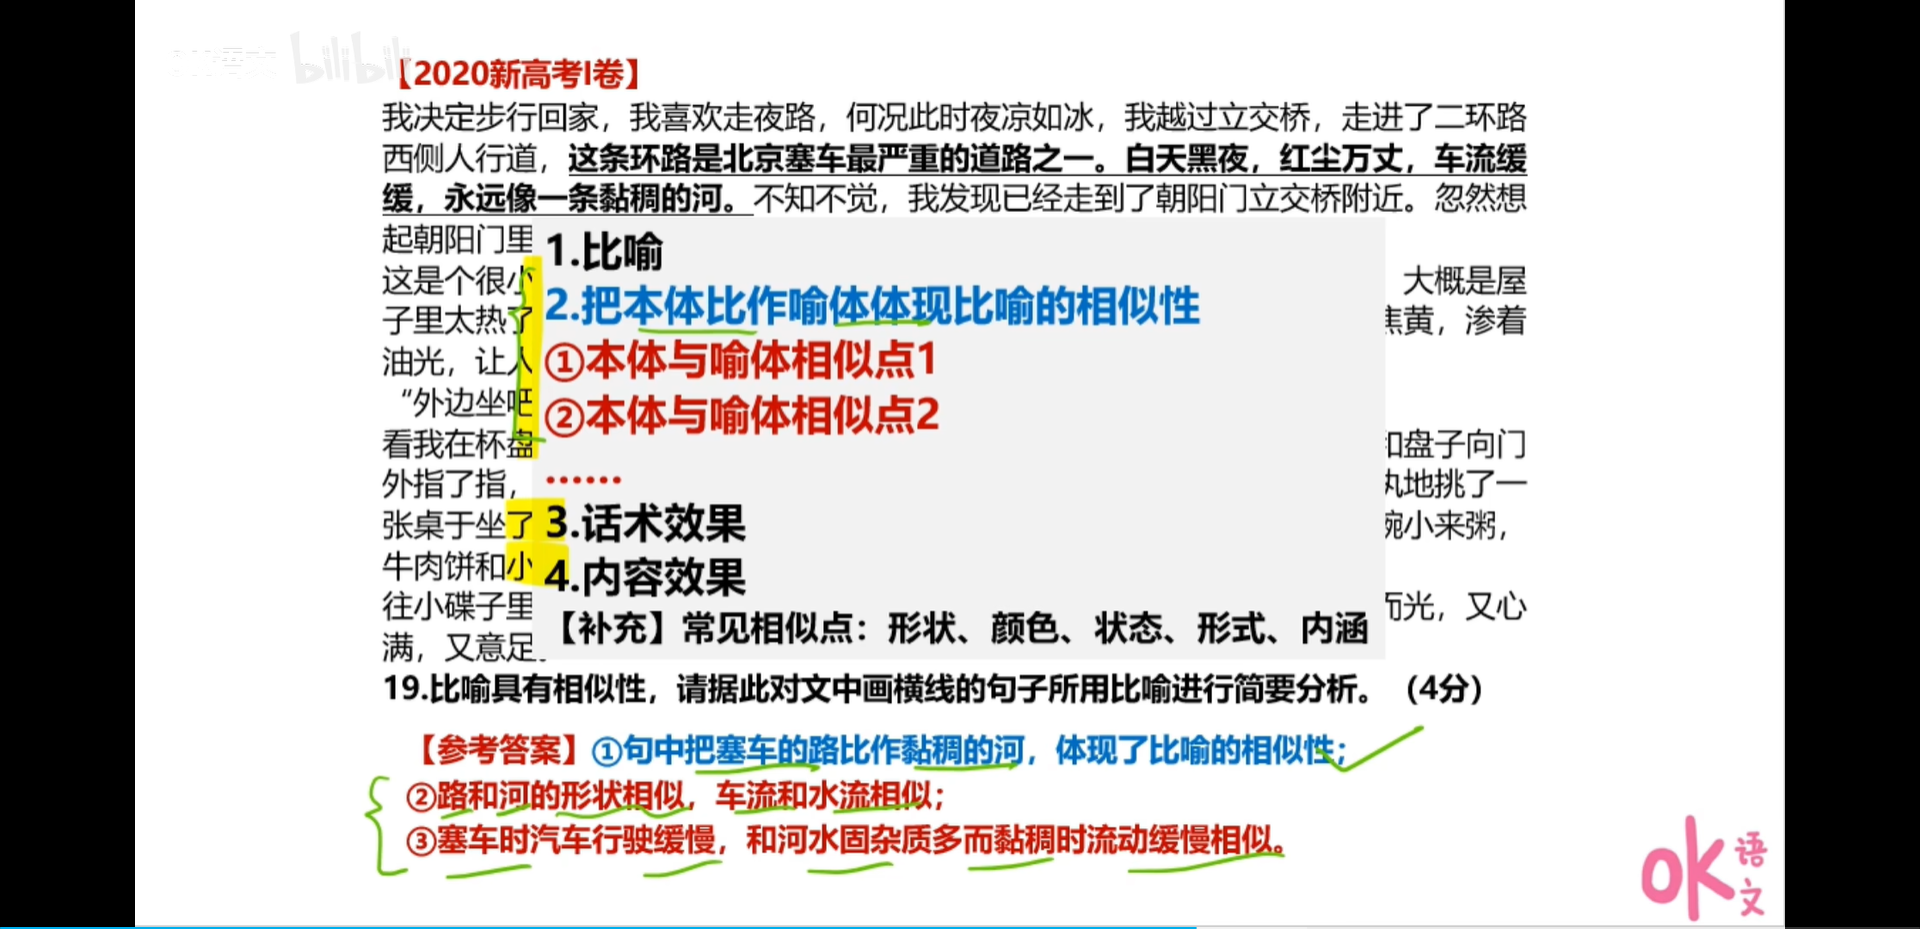 bilibili
【2020新高考I卷】
我决定步行回家，我喜欢走夜路，何况此时夜凉如冰，我越过立交桥，走进了二环路
西侧人行道，这条环路是北京塞车最严重的道路之一。白天黑夜，红尘万丈，车流缓
缓，永远像一条黏稠的河。不知不觉，我发现已经走到了朝阳门立交桥附近。忽然想
起朝阳门里
这是个很小 大概是屋
子里太热了 焦黄，渗着
油光，让人
“外边坐吧
看我在杯盘 和盘子向门
外指了指， 执地挑了一
张桌于坐了 碗小来粥，
牛肉饼和小
往小碟子里 而光，又心
满，又意足。
1.比喻
2.把本体比作喻体体现比喻的相似性
①本体与喻体相似点1
②本体与喻体相似点2
······
3.话术效果
4.内容效果
【补充】常见相似点：形状、颜色、状态、形式、内涵
19.比喻具有相似性，请据此对文中画横线的句子所用比喻进行简要分析。（4分）
【参考答案】①句中把塞车的路比作黏稠的河，体现了比喻的相似性；
②路和河的形状相似，车流和水流相似；
③塞车时汽车行驶缓慢，和河水固杂质多而黏稠时流动缓慢相似。
ok语文